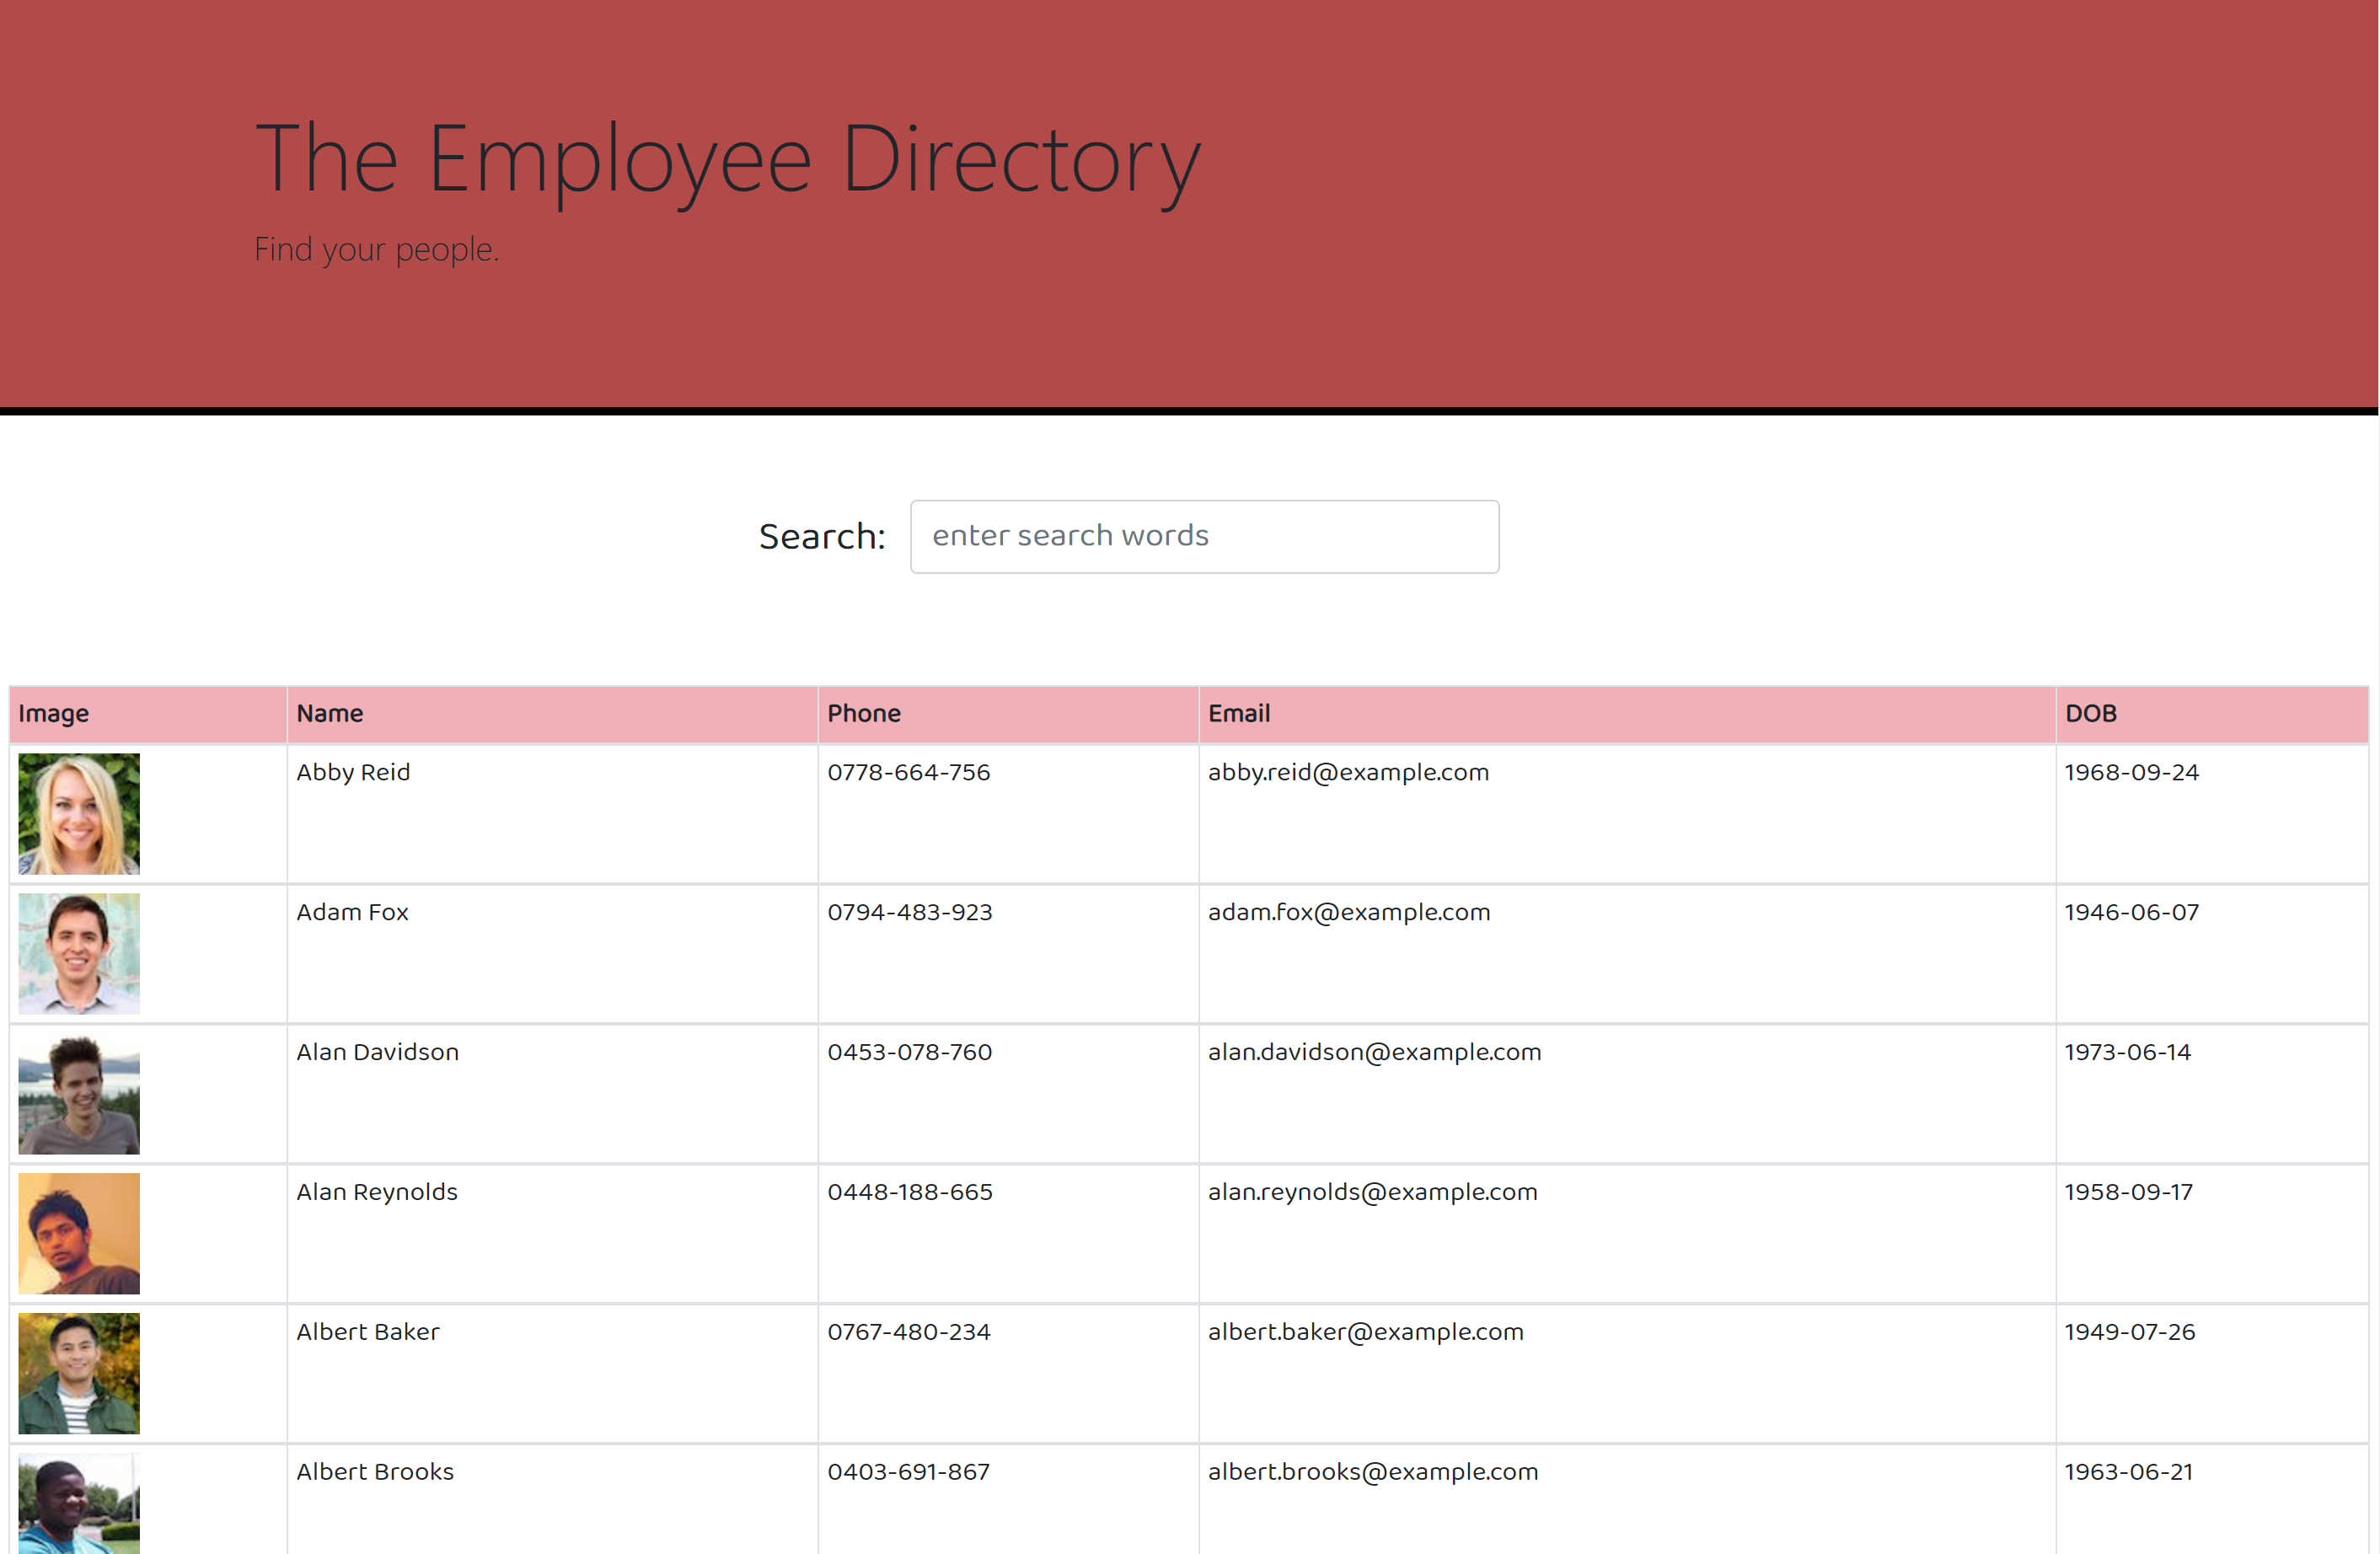 The Employee Directory
Find your people.
Search: enter search words
Image Name Phone Email DOB
Abby Reid 0778-664-756 abby.reid@example.com 1968-09-24
Adam Fox 0794-483-923 adam.fox@example.com 1946-06-07
Alan Davidson 0453-078-760 alan.davidson@example.com 1973-06-14
Alan Reynolds 0448-188-665 alan.reynolds@example.com 1958-09-17
Albert Baker 0767-480-234 albert.baker@example.com 1949-07-26
Albert Brooks 0403-691-867 albert.brooks@example.com 1963-06-21